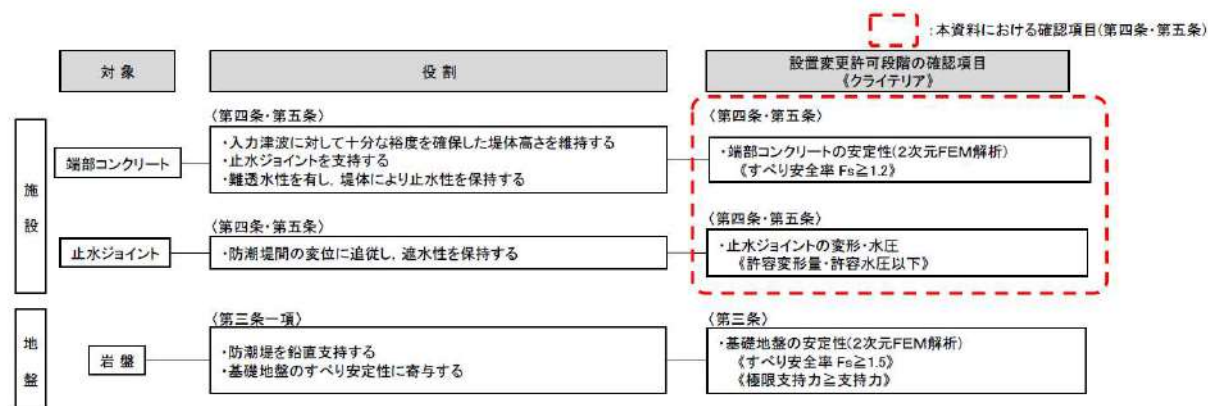 ：本資料における確認項目(第四条・第五条)
対 象
役 割
設置変更許可段階の確認項目
《クライテリア》
施設
端部コンクリート
〈第四条・第五条〉
・入力津波に対して十分な裕度を確保した堤体高さを維持する
・止水ジョイントを支持する
・難透水性を有し，堤体により止水性を保持する
〈第四条・第五条〉
・端部コンクリートの安定性(2次元FEM解析)
《すべり安全率 Fs≧1.2》
止水ジョイント
〈第四条・第五条〉
・防潮堤間の変位に追従し，遮水性を保持する
〈第四条・第五条〉
・止水ジョイントの変形・水圧
《許容変形量・許容水圧以下》
地盤
岩 盤
〈第三条一項〉
・防潮堤を鉛直支持する
・基礎地盤のすべり安定性に寄与する
〈第三条〉
・基礎地盤の安定性(2次元FEM解析)
《すべり安全率 Fs≧1.5》
《極限支持力≧支持力》